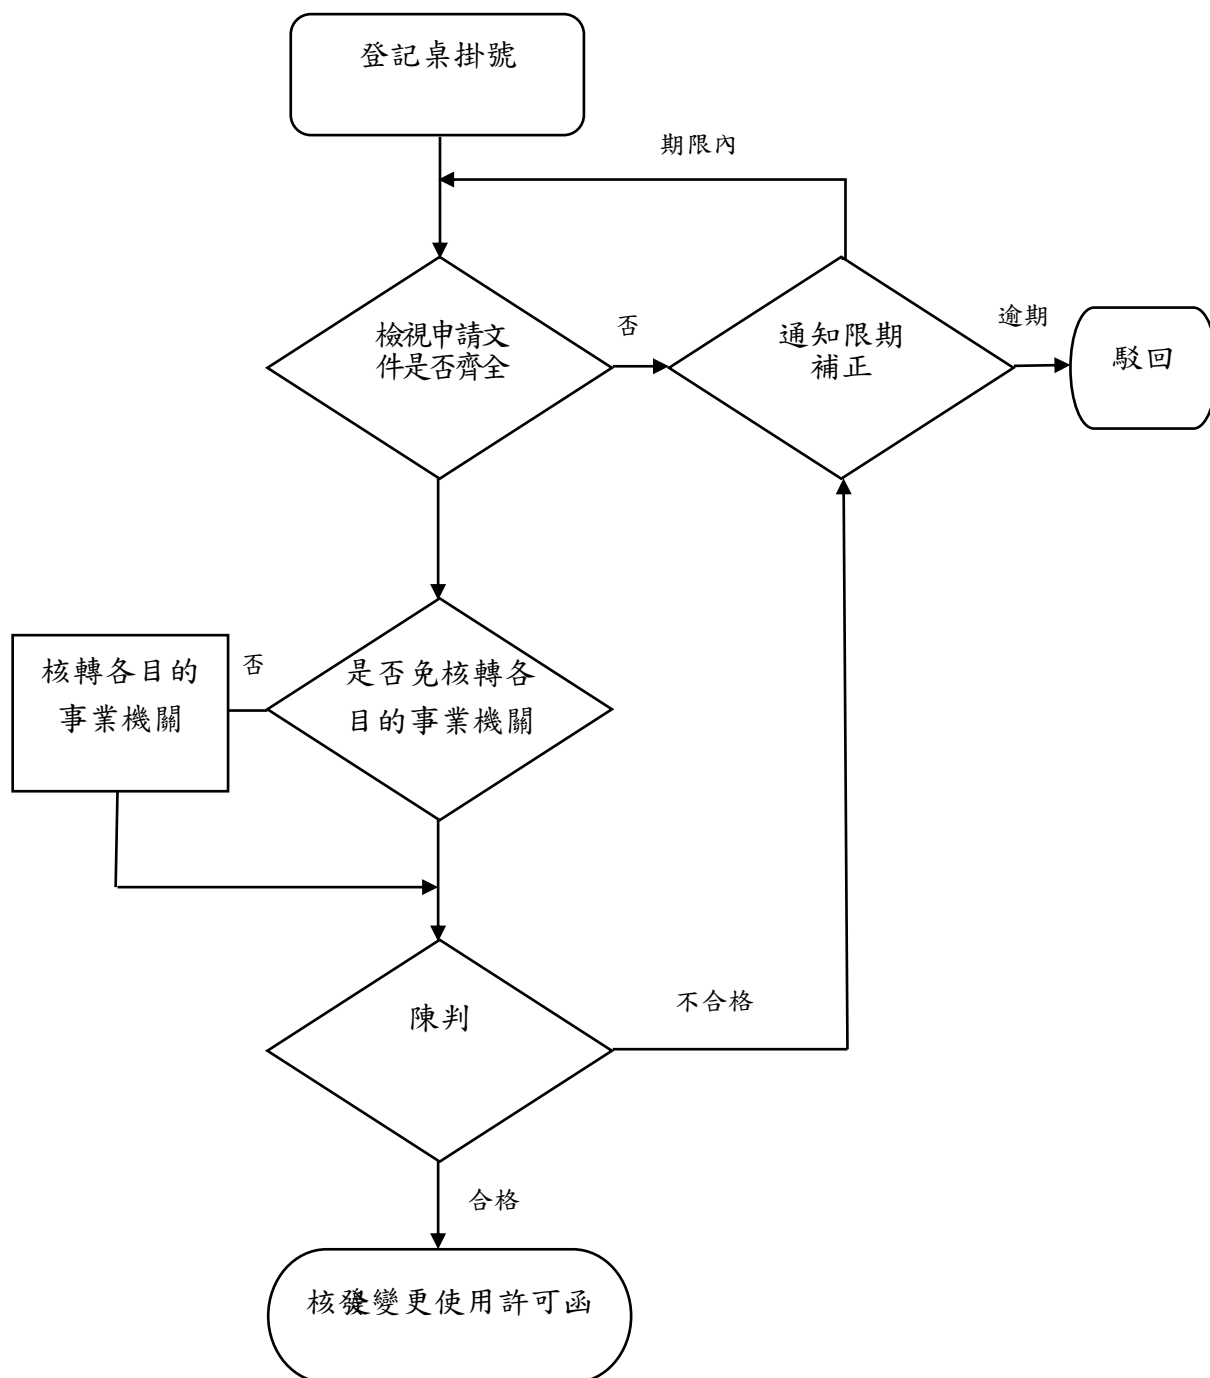 登記桌掛號
期限內
檢視申請文
件是否齊全
否
通知限期
補正
逾期
駁回
核轉各目的
事業機關
否
是否免核轉各
目的事業機關
陳判
不合格
合格
核發變更使用許可函